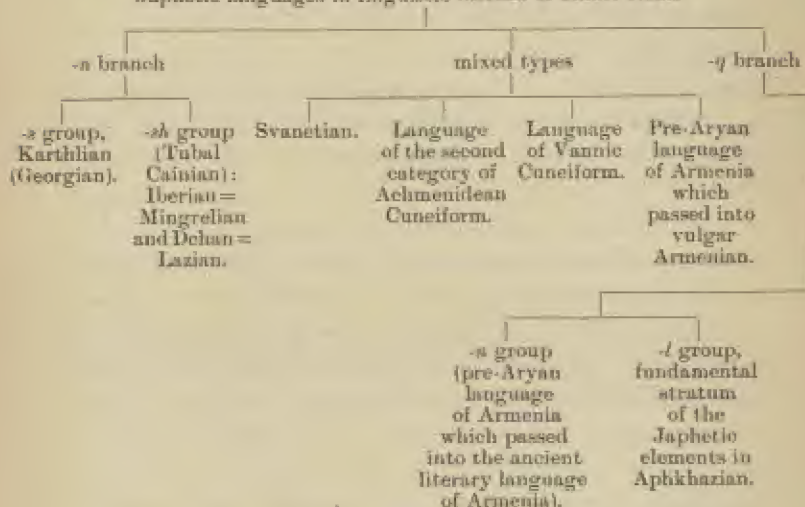 -n branch
mixed types
-η branch
-s group,
Karthlian
(Georgian).
-sh group
(Tubal
Cainian):
Iberian =
Mingrelian
and Dchan =
Lazian.
Svanetian.
Language
of the second
category of
Achmenidean
Cuneiform.
Language
of Vannic
Cuneiform.
Pre-Aryan
language
of Armenia
which
passed into
vulgar
Armenian.
-n group
(pre-Aryan
language
of Armenia
which passed
into the ancient
literary language
of Armenia).
-t group,
fundamental
stratum
of the
Japhetic
elements in
Aphkhazian.